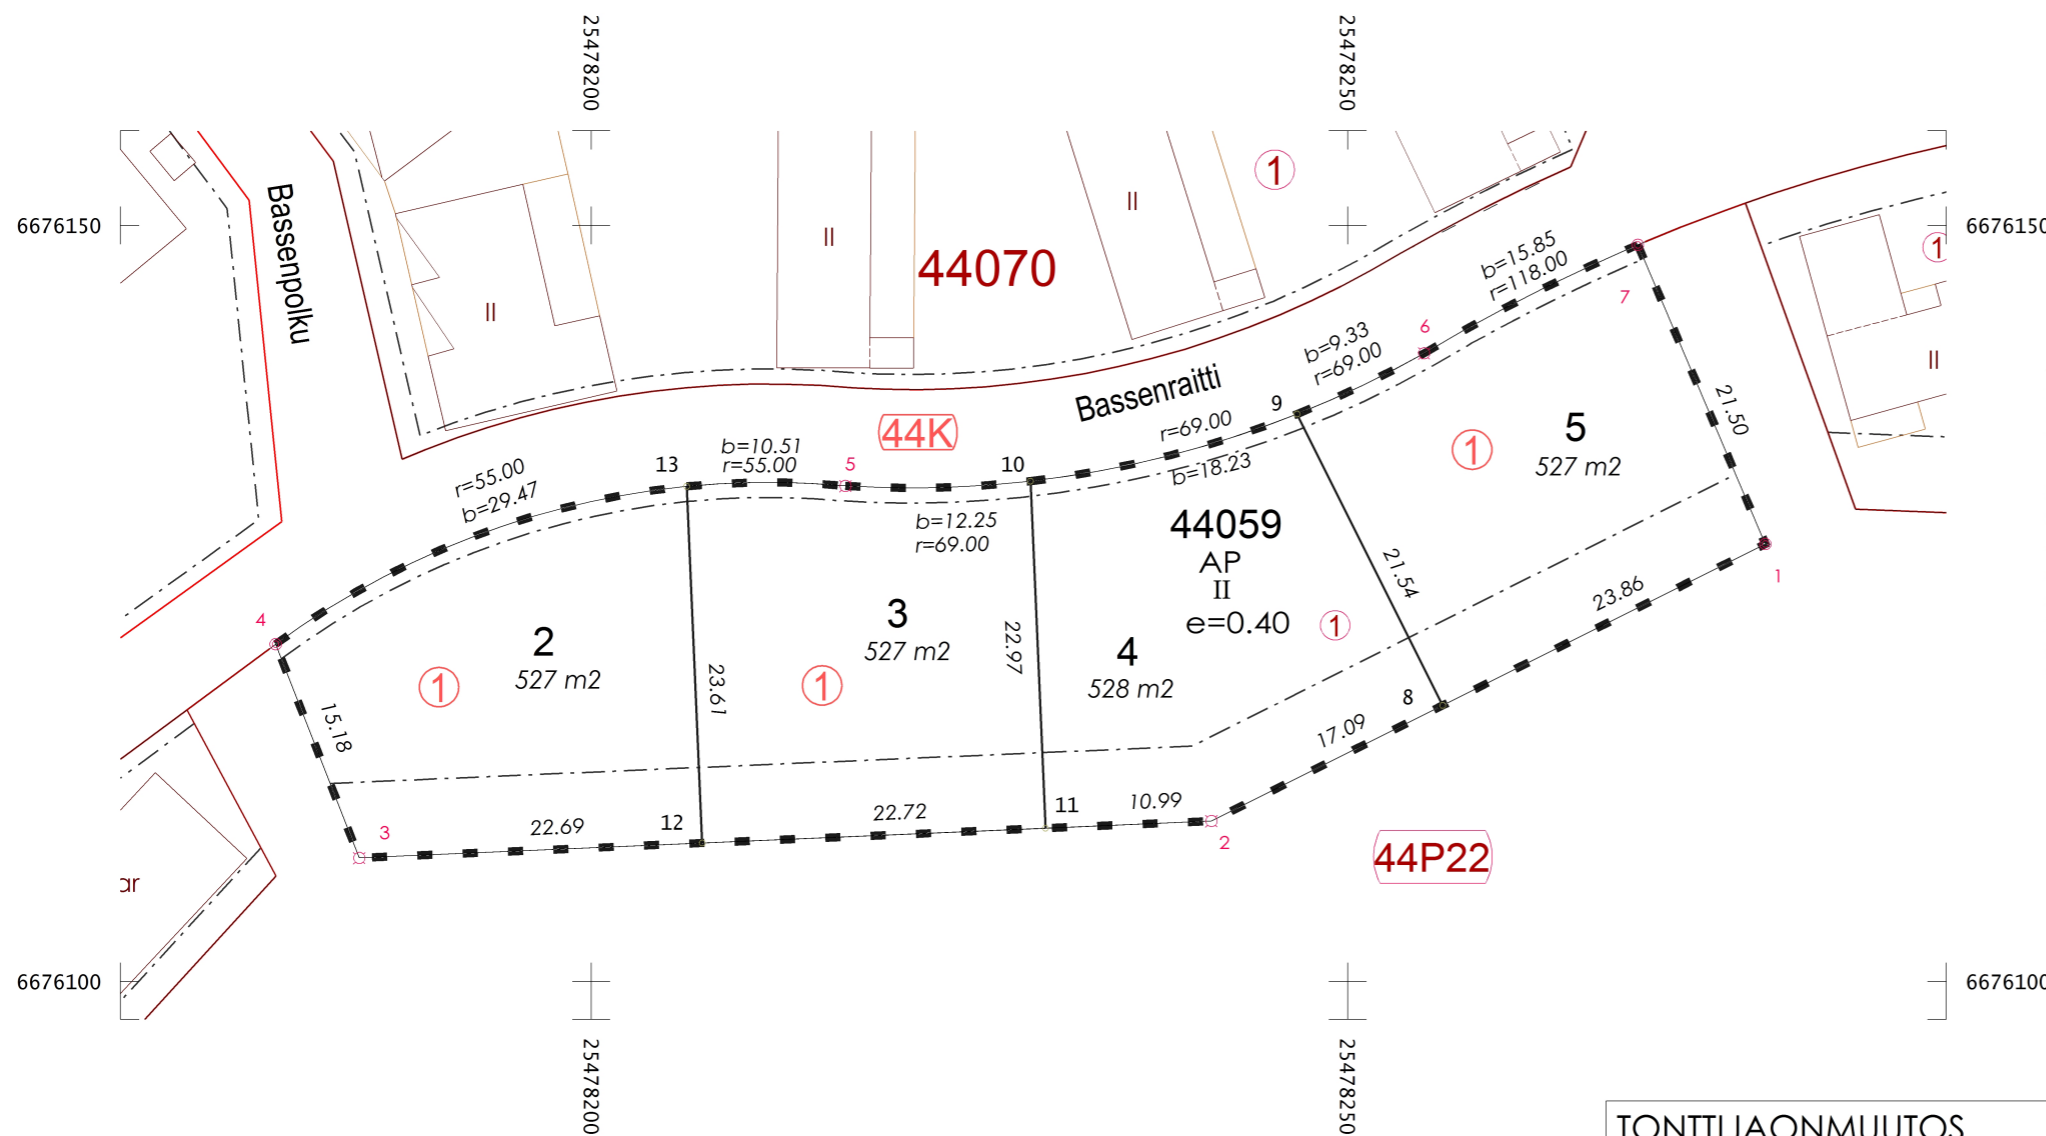 25478200
25478250
6676150
6676150
Bassenpolku
II
II
II
1
44070
1
II
b=15.85
r=118.00
7
6
b=9.33
r=69.00
Bassenraitti
9
r=69.00
b=18.23
44K
b=10.51
r=55.00
13
5
10
r=55.00
b=29.47
b=12.25
r=69.00
21.50
5
527 m2
1
44059
AP
II
e=0.40
1
21.54
4
2
527 m2
1
3
527 m2
1
22.97
23.61
4
528 m2
15.18
23.86
1
8
17.09
3
22.69
12
22.72
11
10.99
2
44P22
ar
6676100
6676100
25478200
25478250
TONTTIJAONMUUTOS